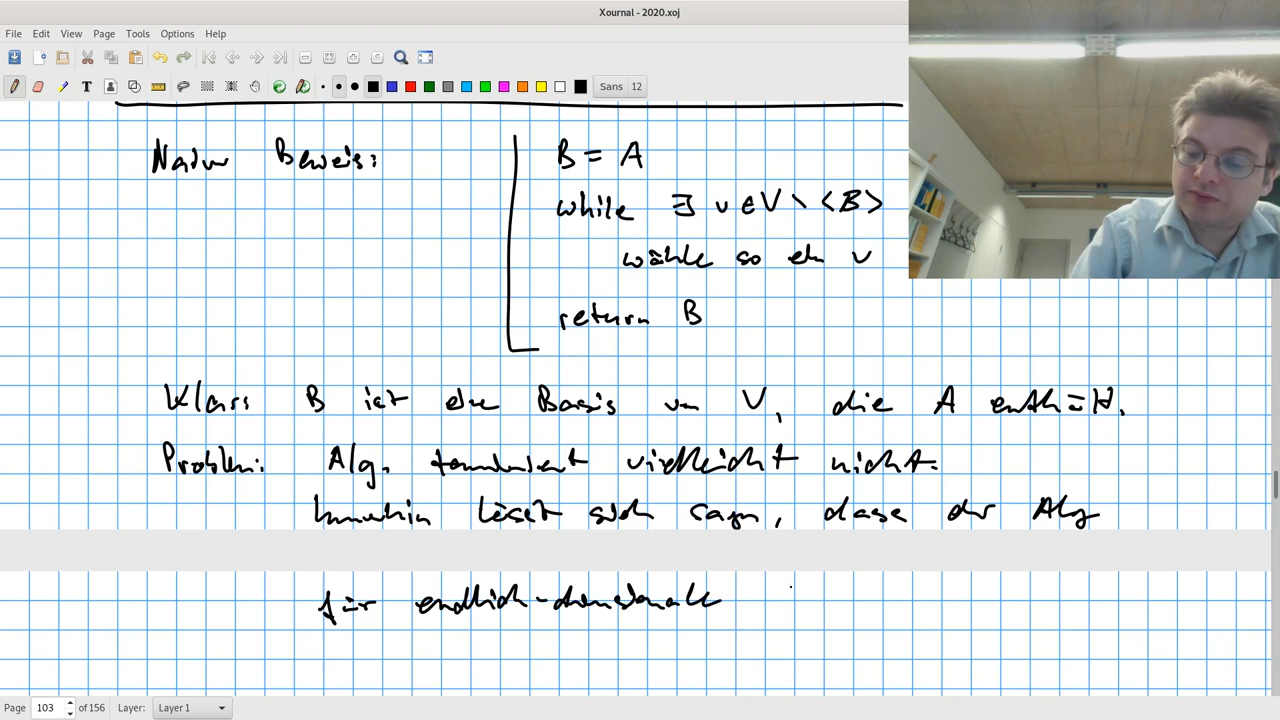 Xournal - 2020.xoj
File Edit View Page Tools Options Help
Sans 12
Naiver Beweis:
B = A
while ∃ v ∈ V \ <B>
wähle so ein v
return B
Klar: B ist eine Basis von V, die A enthält.
Problem: Alg. terminiert vielleicht nicht.
Immerhin lässt sich sagen, dass der Alg
für endlich-dimensionale
Page 103 of 156 Layer: Layer 1